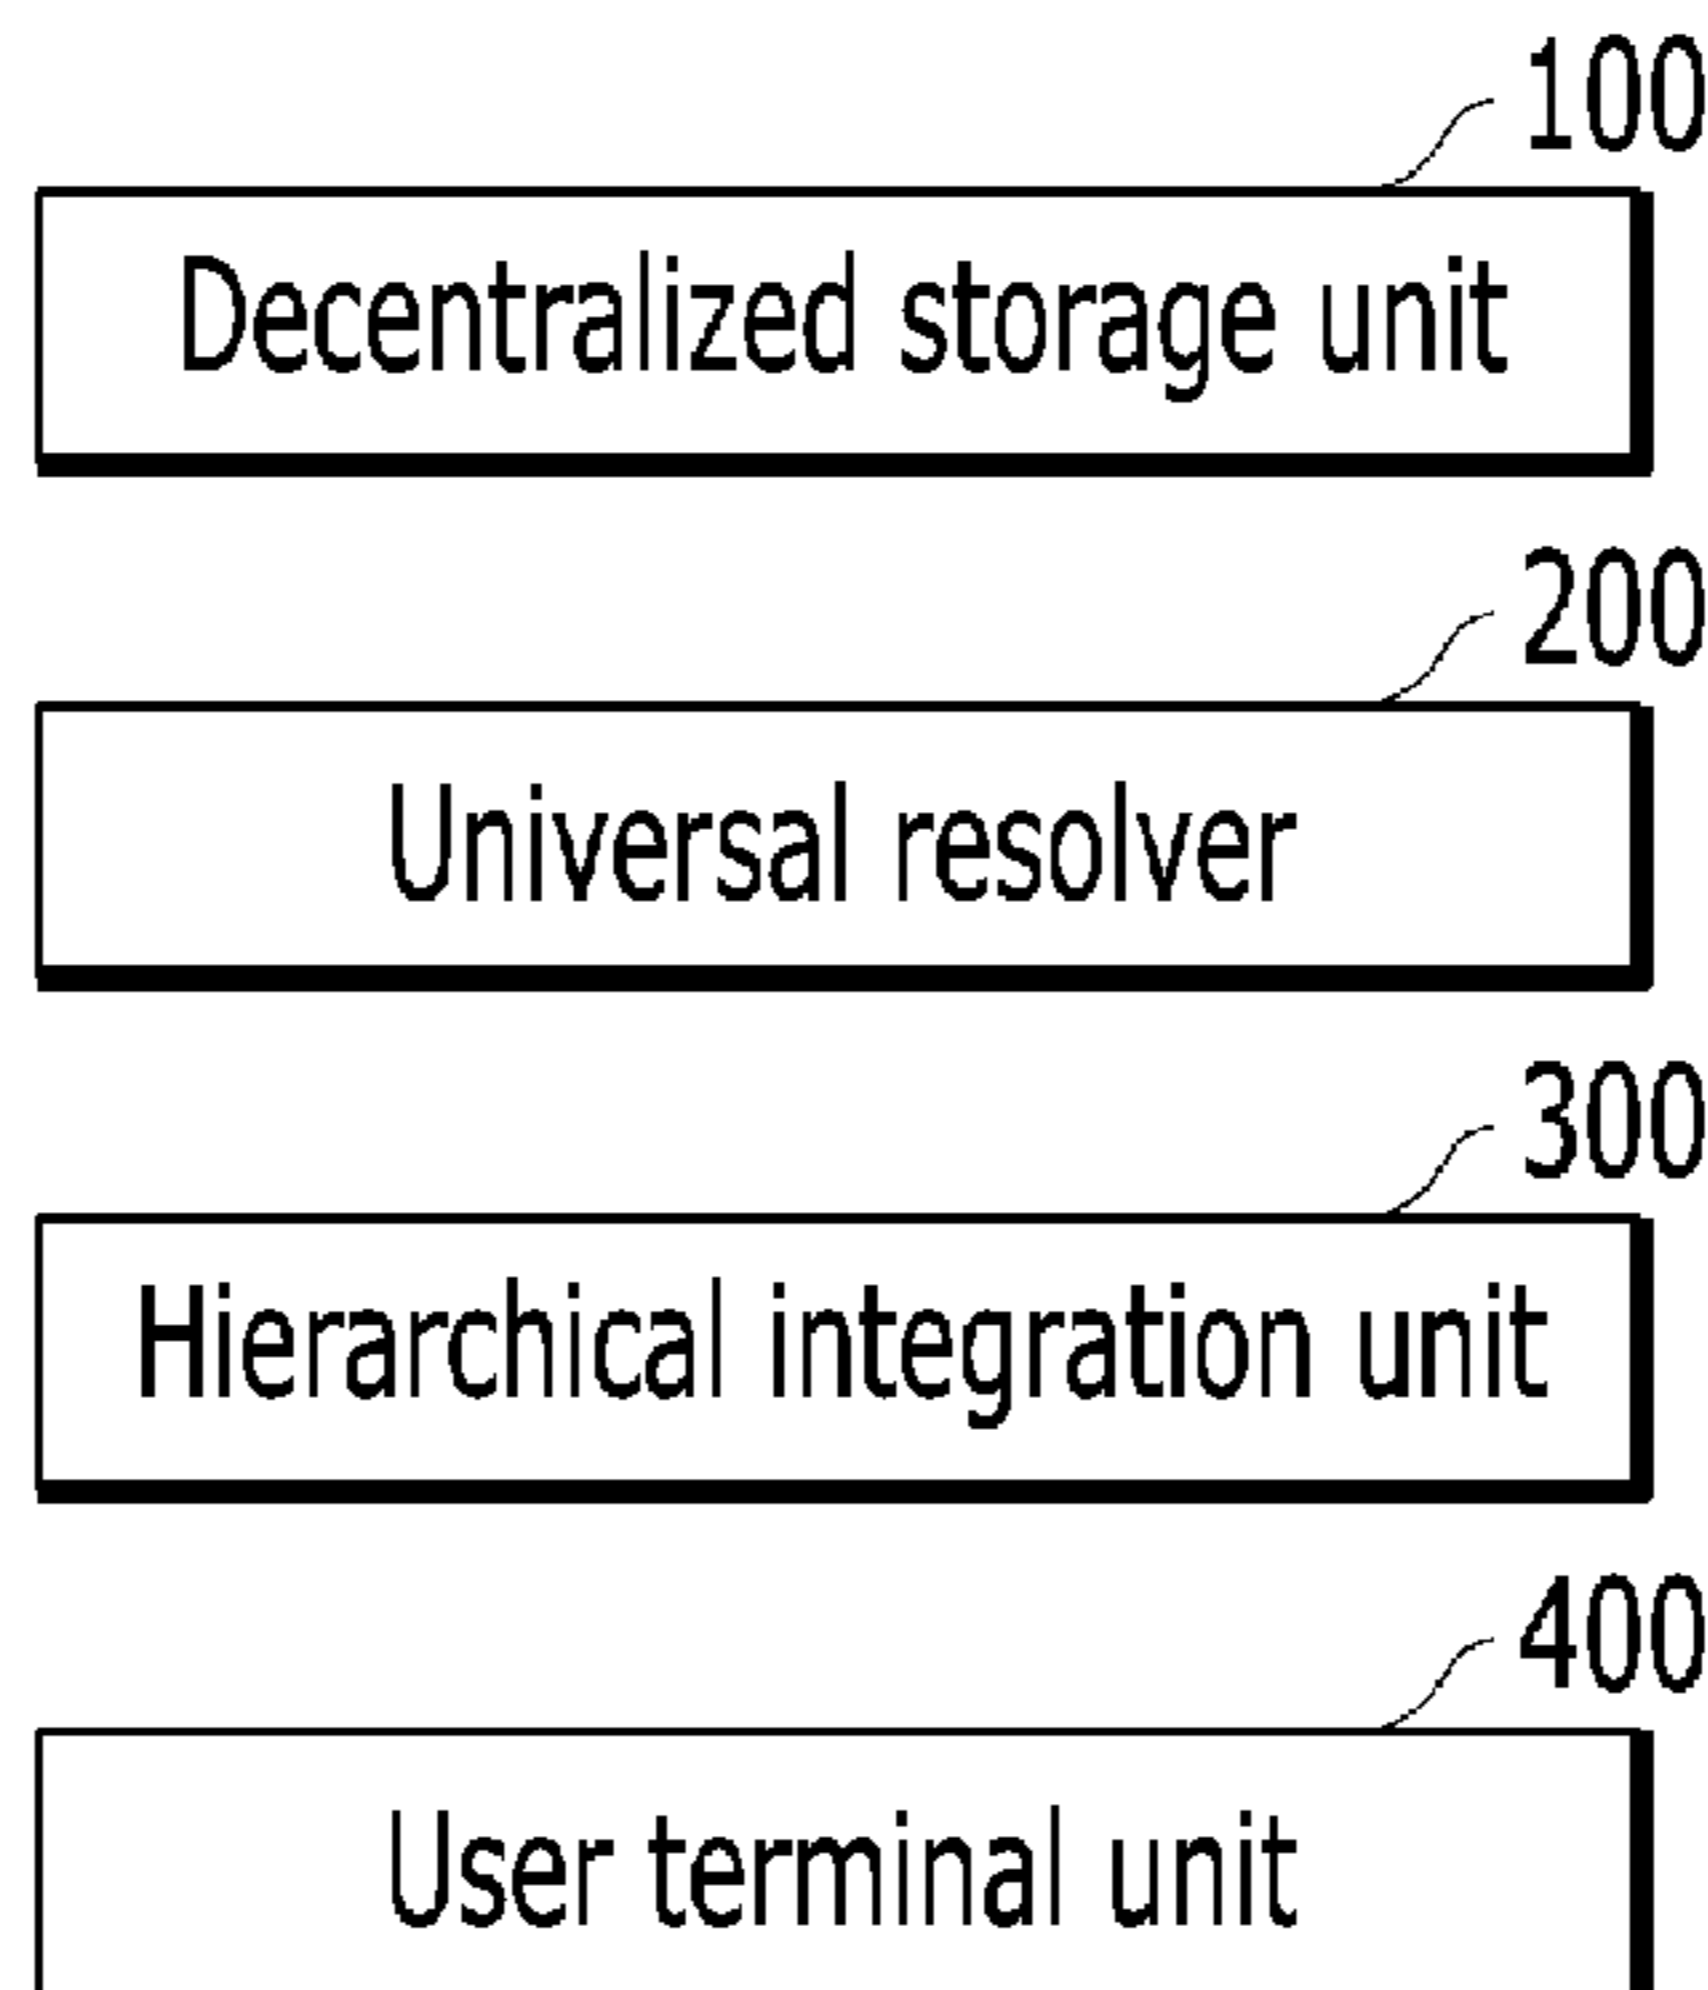 100
Decentralized storage unit
200
Universal resolver
300
Hierarchical integration unit
400
User terminal unit